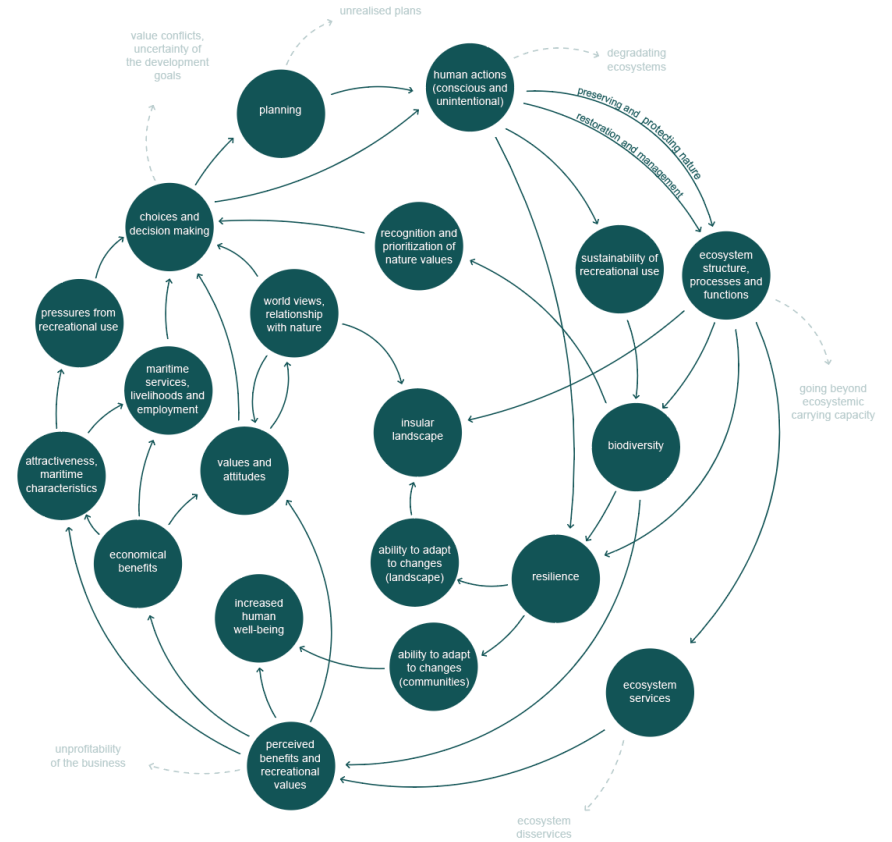 unrealised plans
value conflicts,
uncertainty of
the development
goals
planning
human actions
(conscious and
unintentional)
degradating
ecosystems
preserving and protecting nature
restoration and management
choices and
decision making
recognition and
prioritization of
nature values
sustainability of
recreational use
ecosystem
structure,
processes and
functions
pressures from
recreational use
world views,
relationship
with nature
maritime
services,
livelihoods and
employment
going beyond
ecosystemic
carrying capacity
insular
landscape
biodiversity
attractiveness,
maritime
characteristics
values and
attitudes
economical
benefits
ability to adapt
to changes
(landscape)
resilience
increased
human
well-being
ability to adapt
to changes
(communities)
ecosystem
services
perceived
benefits and
recreational
values
unprofitability
of the business
ecosystem
disservices